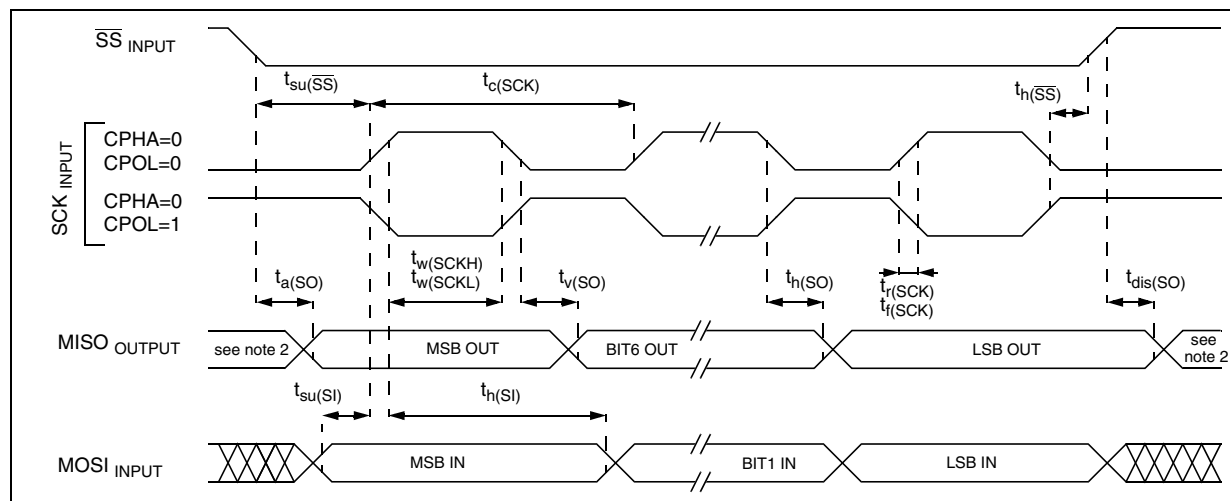 SS INPUT
tsu(SS)
tc(SCK)
th(SS)
SCK INPUT
CPHA=0
CPOL=0
CPHA=0
CPOL=1
ta(SO)
tw(SCKH)
tw(SCKL)
tv(SO)
th(SO)
tr(SCK)
tf(SCK)
tdis(SO)
MISO OUTPUT
see note 2
MSB OUT
BIT6 OUT
LSB OUT
see
note 2
tsu(SI)
th(SI)
MOSI INPUT
MSB IN
BIT1 IN
LSB IN